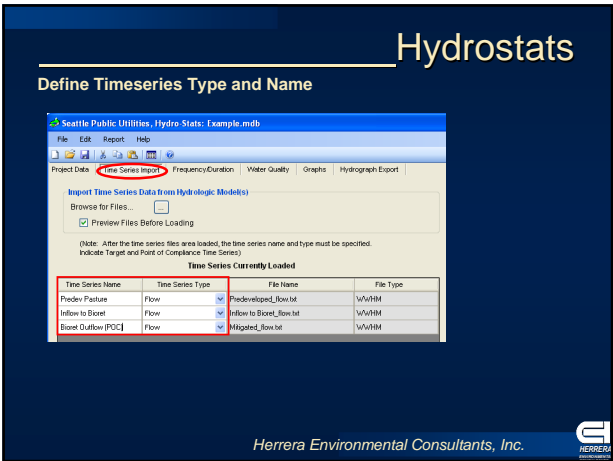 Hydrostats
Define Timeseries Type and Name
Seattle Public Utilities, Hydro-Stats: Example.mdb
File Edit Report Help
Project Data Time Series Import Frequency/Duration Water Quality Graphs Hydrograph Export
Import Time Series Data from Hydrologic Model(s)
Browse for Files... ...
Preview Files Before Loading
(Note: After the time series files area loaded, the time series name and type must be specified.
Indicate Target and Point of Compliance Time Series)
Time Series Currently Loaded
Time Series Name Time Series Type File Name File Type
Predev Pasture Flow Predeveloped_flow.txt WWHM
Inflow to Bioret Flow Inflow to Bioret_flow.txt WWHM
Bioret Outflow (POC) Flow Mitigated_flow.txt WWHM
Herrera Environmental Consultants, Inc.
HERRERA